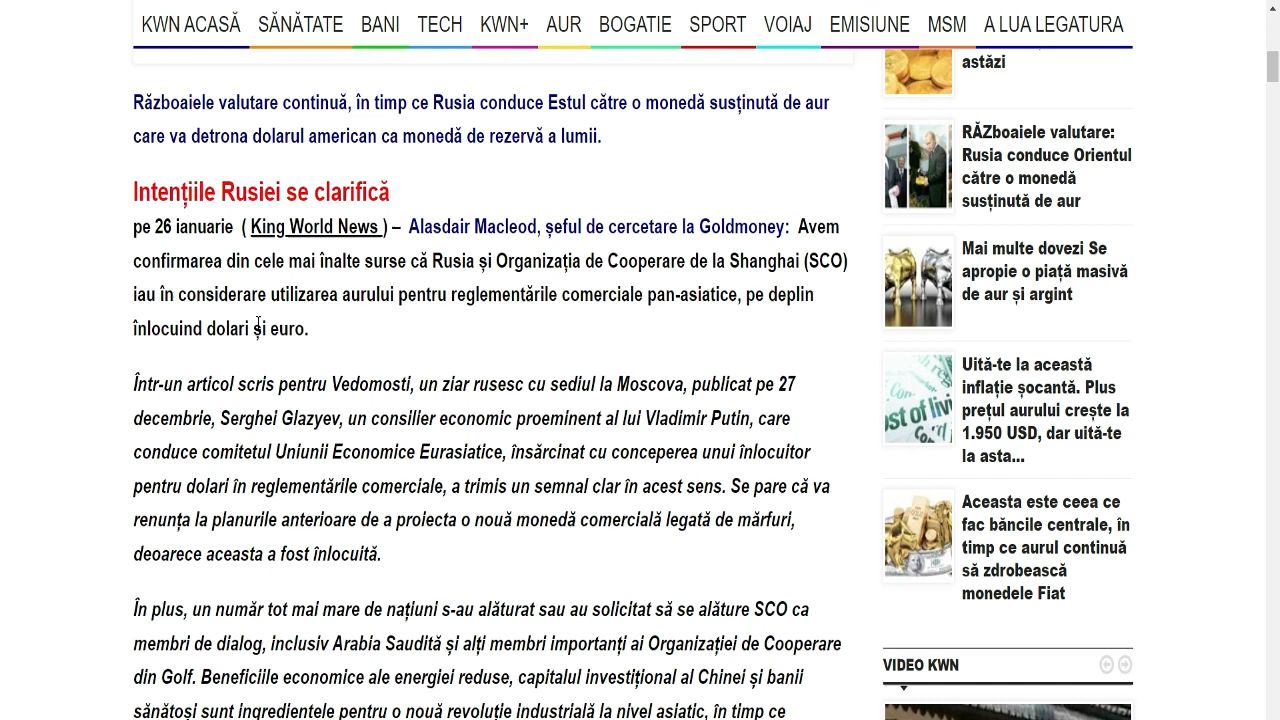 KWN ACASĂ SĂNĂTATE BANI TECH KWN+ AUR BOGATIE SPORT VOIAJ EMISIUNE MSM A LUA LEGATURA
Războaiele valutare continuă, în timp ce Rusia conduce Estul către o monedă susținută de aur
care va detrona dolarul american ca monedă de rezervă a lumii.
Intențiile Rusiei se clarifică
pe 26 ianuarie ( King World News ) – Alasdair Macleod, șeful de cercetare la Goldmoney: Avem
confirmarea din cele mai înalte surse că Rusia și Organizația de Cooperare de la Shanghai (SCO)
iau în considerare utilizarea aurului pentru reglementările comerciale pan-asiatice, pe deplin
înlocuind dolari și euro.
Într-un articol scris pentru Vedomosti, un ziar rusesc cu sediul la Moscova, publicat pe 27
decembrie, Serghei Glazyev, un consilier economic proeminent al lui Vladimir Putin, care
conduce comitetul Uniunii Economice Eurasiatice, însărcinat cu conceperea unui înlocuitor
pentru dolari în reglementările comerciale, a trimis un semnal clar în acest sens. Se pare că va
renunța la planurile anterioare de a proiecta o nouă monedă comercială legată de mărfuri,
deoarece aceasta a fost înlocuită.
În plus, un număr tot mai mare de națiuni s-au alăturat sau au solicitat să se alăture SCO ca
membri de dialog, inclusiv Arabia Saudită și alți membri importanți ai Organizației de Cooperare
din Golf. Beneficiile economice ale energiei reduse, capitalul investițional al Chinei și banii
sănătoși sunt ingredientele pentru o nouă revoluție industrială la nivel asiatic, în timp ce
astăzi
RĂZboaiele valutare:
Rusia conduce Orientul
către o monedă
susținută de aur
Mai multe dovezi Se
apropie o piață masivă
de aur și argint
Uită-te la această
inflație șocantă. Plus
prețul aurului crește la
1.950 USD, dar uită-te
la asta...
Aceasta este ceea ce
fac băncile centrale, în
timp ce aurul continuă
să zdrobească
monedele Fiat
VIDEO KWN